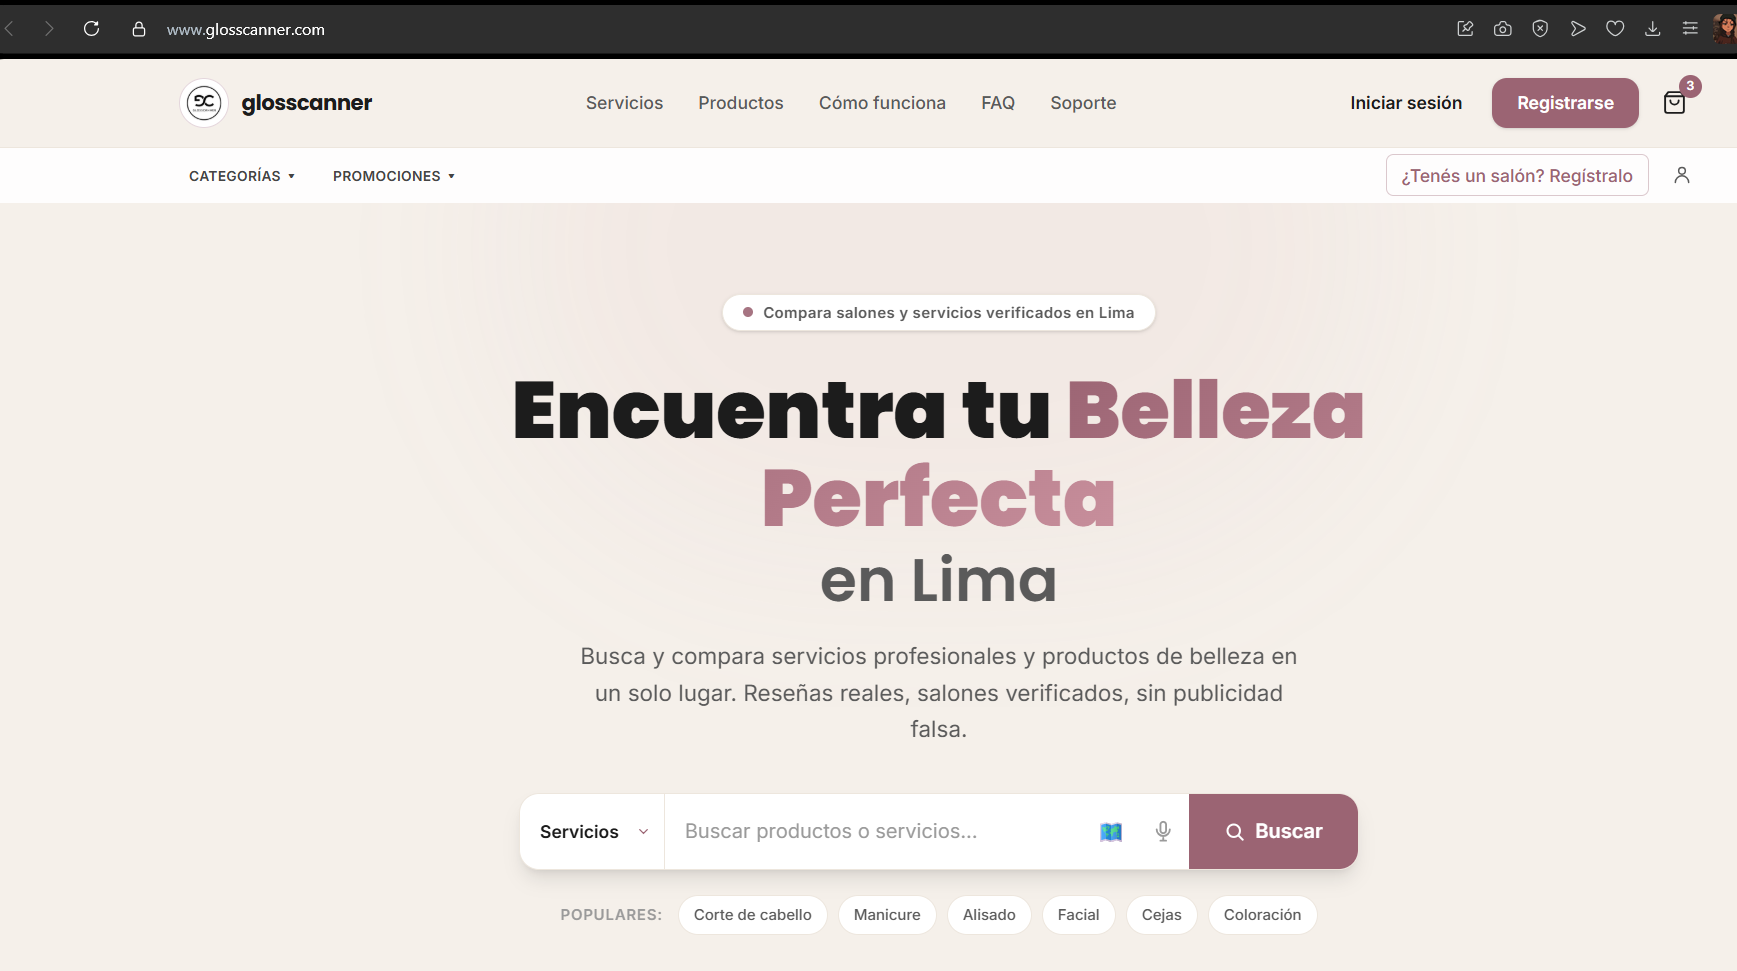 www.glosscanner.com
glosscanner
Servicios
Productos
Cómo funciona
FAQ
Soporte
Iniciar sesión
Registrarse
3
CATEGORÍAS
PROMOCIONES
¿Tenés un salón? Regístralo
Compara salones y servicios verificados en Lima
Encuentra tu Belleza
Perfecta
en Lima
Busca y compara servicios profesionales y productos de belleza en
un solo lugar. Reseñas reales, salones verificados, sin publicidad
falsa.
Servicios
Buscar productos o servicios...
Buscar
POPULARES:
Corte de cabello
Manicure
Alisado
Facial
Cejas
Coloración